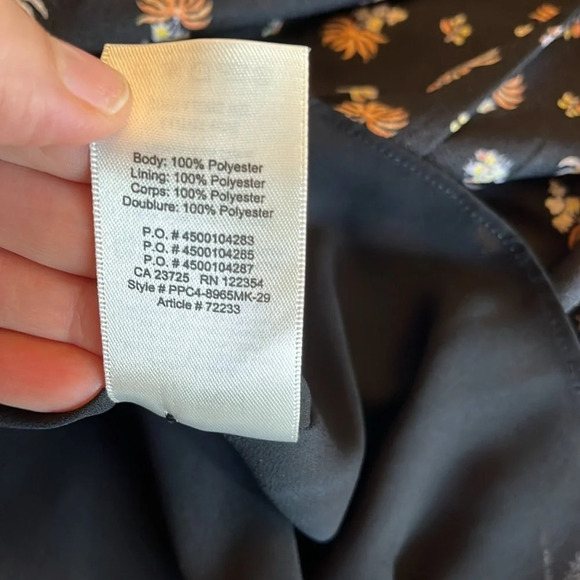 Body: 100% Polyester
Lining: 100% Polyester
Corps: 100% Polyester
Doublure: 100% Polyester
P.O. # 4500104283
P.O. # 4500104285
P.O. # 4500104287
CA 23725 RN 122354
Style # PPC4-8965MK-29
Article # 72233